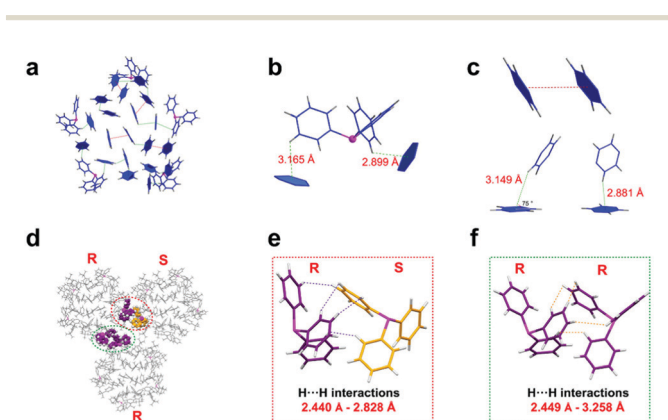 a
b
c
3.165 Å
2.899 Å
3.149 Å
75 °
2.881 Å
d
R
S
R
e
R
S
H···H interactions
2.440 Å - 2.828 Å
f
R
R
H···H interactions
2.449 Å - 3.258 Å